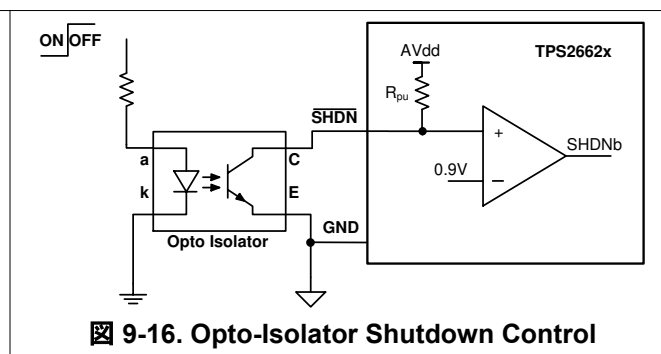 ON OFF
AVdd
TPS2662x
Rpu
SHDN
a
C
+
SHDNb
0.9V
–
k
E
GND
Opto Isolator
図 9-16. Opto-Isolator Shutdown Control